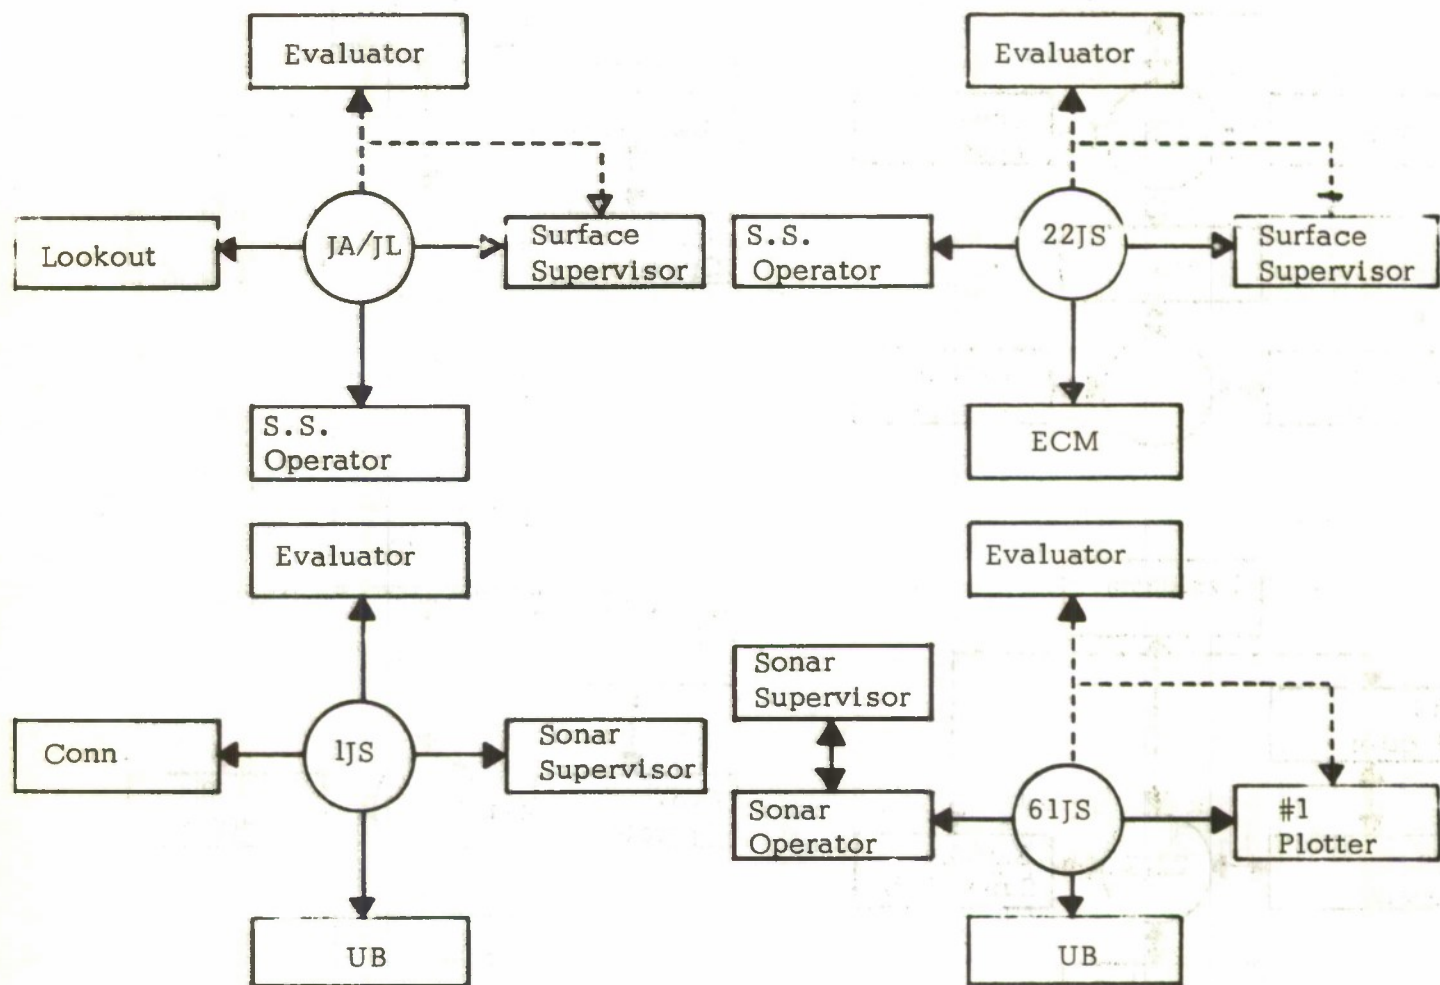 Evaluator
Lookout
JA/JL
Surface
Supervisor
S.S.
Operator
Evaluator
S.S.
Operator
22JS
Surface
Supervisor
ECM
Evaluator
Conn
1JS
Sonar
Supervisor
UB
Evaluator
Sonar
Supervisor
Sonar
Operator
61JS
#1
Plotter
UB